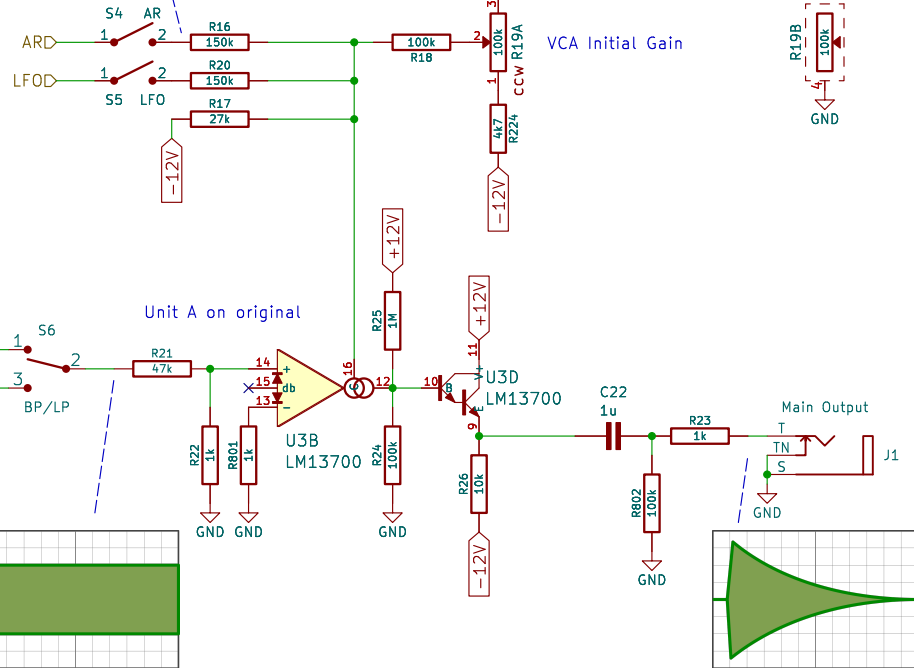 S4 AR
AR 1 2
R16
150k
LFO 1 2
S5 LFO
R20
150k
R17
27k
-12V
100k
R18
3
2
100k
R19A
1
CCW
VCA Initial Gain
4k7
R224
-12V
R19B
100k
4
GND
+12V
R25
1M
+12V
11
Unit A on original
S6
1
2
3
BP/LP
R21
47k
14
15
13
+
db
-
16
12
U3B
LM13700
10
B
V+
E
9
U3D
LM13700
R22
1k
GND
R801
1k
GND
R24
100k
GND
R26
10k
-12V
C22
1u
R23
1k
R802
100k
GND
Main Output
T
TN
S
J1
GND